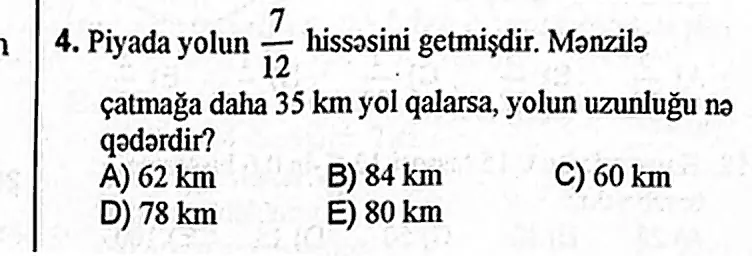 4. Piyada yolun 7/12 hissəsini getmişdir. Mənzilə
çatmağa daha 35 km yol qalarsa, yolun uzunluğu nə
qədərdir?
A) 62 km B) 84 km C) 60 km
D) 78 km E) 80 km